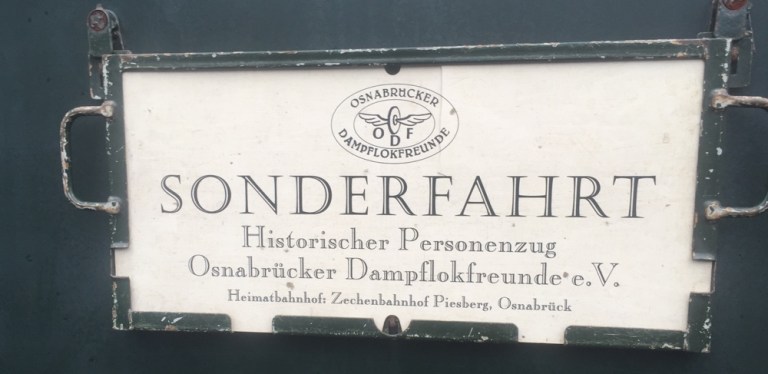 OSNABRÜCKER
ODF
DAMPFLOKFREUNDE
SONDERFAHRT
Historischer Personenzug
Osnabrücker Dampflokfreunde e.V.
Heimatbahnhof: Zechenbahnhof Piesberg, Osnabrück